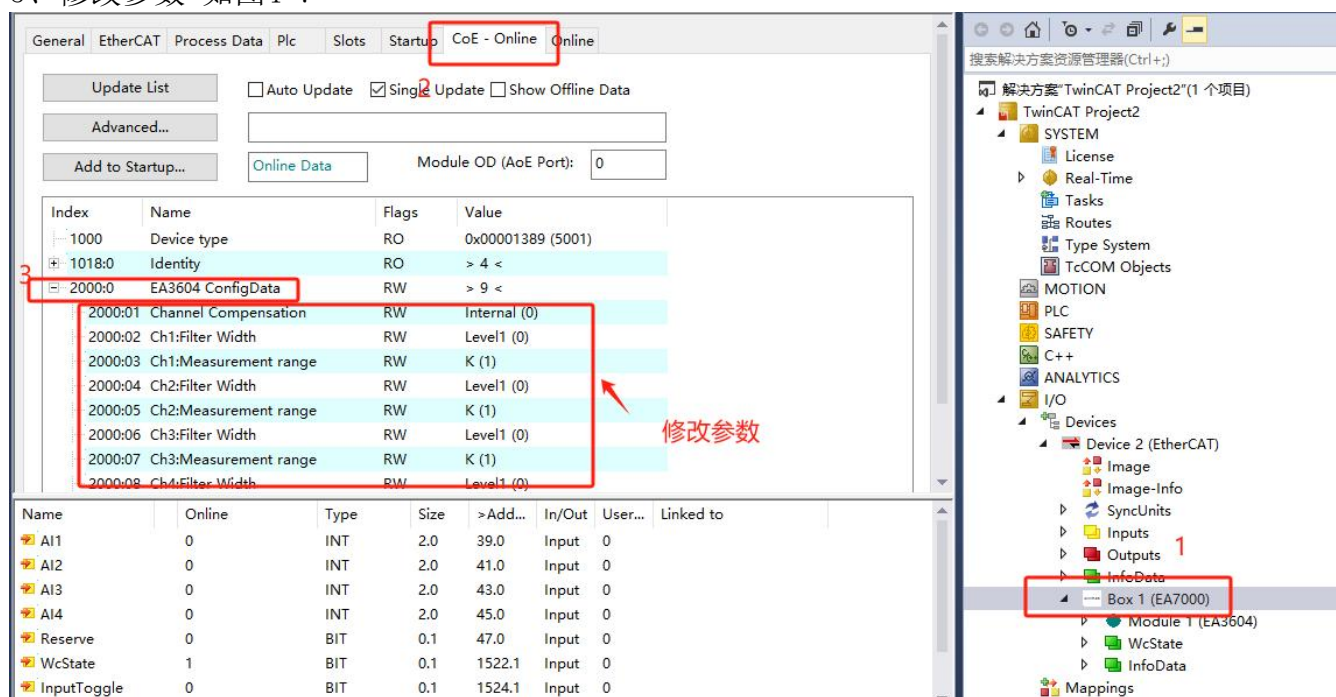 General EtherCAT Process Data Plc Slots Startup CoE - Online Online
Update List Auto Update Single Update Show Offline Data
2
Advanced...
Add to Startup... Online Data Module OD (AoE Port): 0
Index Name Flags Value
1000 Device type RO 0x00001389 (5001)
1018:0 Identity RO > 4 <
3
2000:0 EA3604 ConfigData RW > 9 <
2000:01 Channel Compensation RW Internal (0)
2000:02 Ch1:Filter Width RW Level1 (0)
2000:03 Ch1:Measurement range RW K (1)
2000:04 Ch2:Filter Width RW Level1 (0)
2000:05 Ch2:Measurement range RW K (1)
2000:06 Ch3:Filter Width RW Level1 (0)
修改参数
2000:07 Ch3:Measurement range RW K (1)
2000:08 Ch4:Filter Width RW Level1 (0)
Name Online Type Size >Add... In/Out User... Linked to
AI1 0 INT 2.0 39.0 Input 0
AI2 0 INT 2.0 41.0 Input 0
AI3 0 INT 2.0 43.0 Input 0
AI4 0 INT 2.0 45.0 Input 0
Reserve 0 BIT 0.1 47.0 Input 0
WcState 1 BIT 0.1 1522.1 Input 0
InputToggle 0 BIT 0.1 1524.1 Input 0
搜索解决方案资源管理器(Ctrl+;)
解决方案"TwinCAT Project2"(1 个项目)
TwinCAT Project2
SYSTEM
License
Real-Time
Tasks
Routes
Type System
TcCOM Objects
MOTION
PLC
SAFETY
C++
ANALYTICS
I/O
Devices
Device 2 (EtherCAT)
Image
Image-Info
SyncUnits
Inputs
Outputs
1
InfoData
Box 1 (EA7000)
Module 1 (EA3604)
WcState
InfoData
Mappings